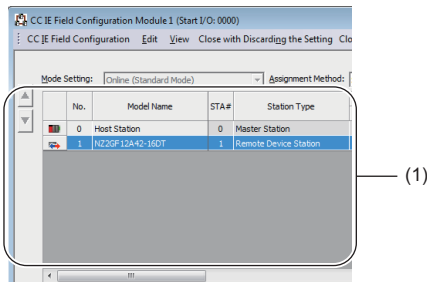 CC IE Field Configuration Module 1 (Start I/O: 0000)
CC IE Field Configuration Edit View Close with Discarding the Setting Clo
Mode Setting: Online (Standard Mode) Assignment Method:
No. Model Name STA# Station Type
0 Host Station 0 Master Station
1 NZ2GF12A42-16DT 1 Remote Device Station
(1)